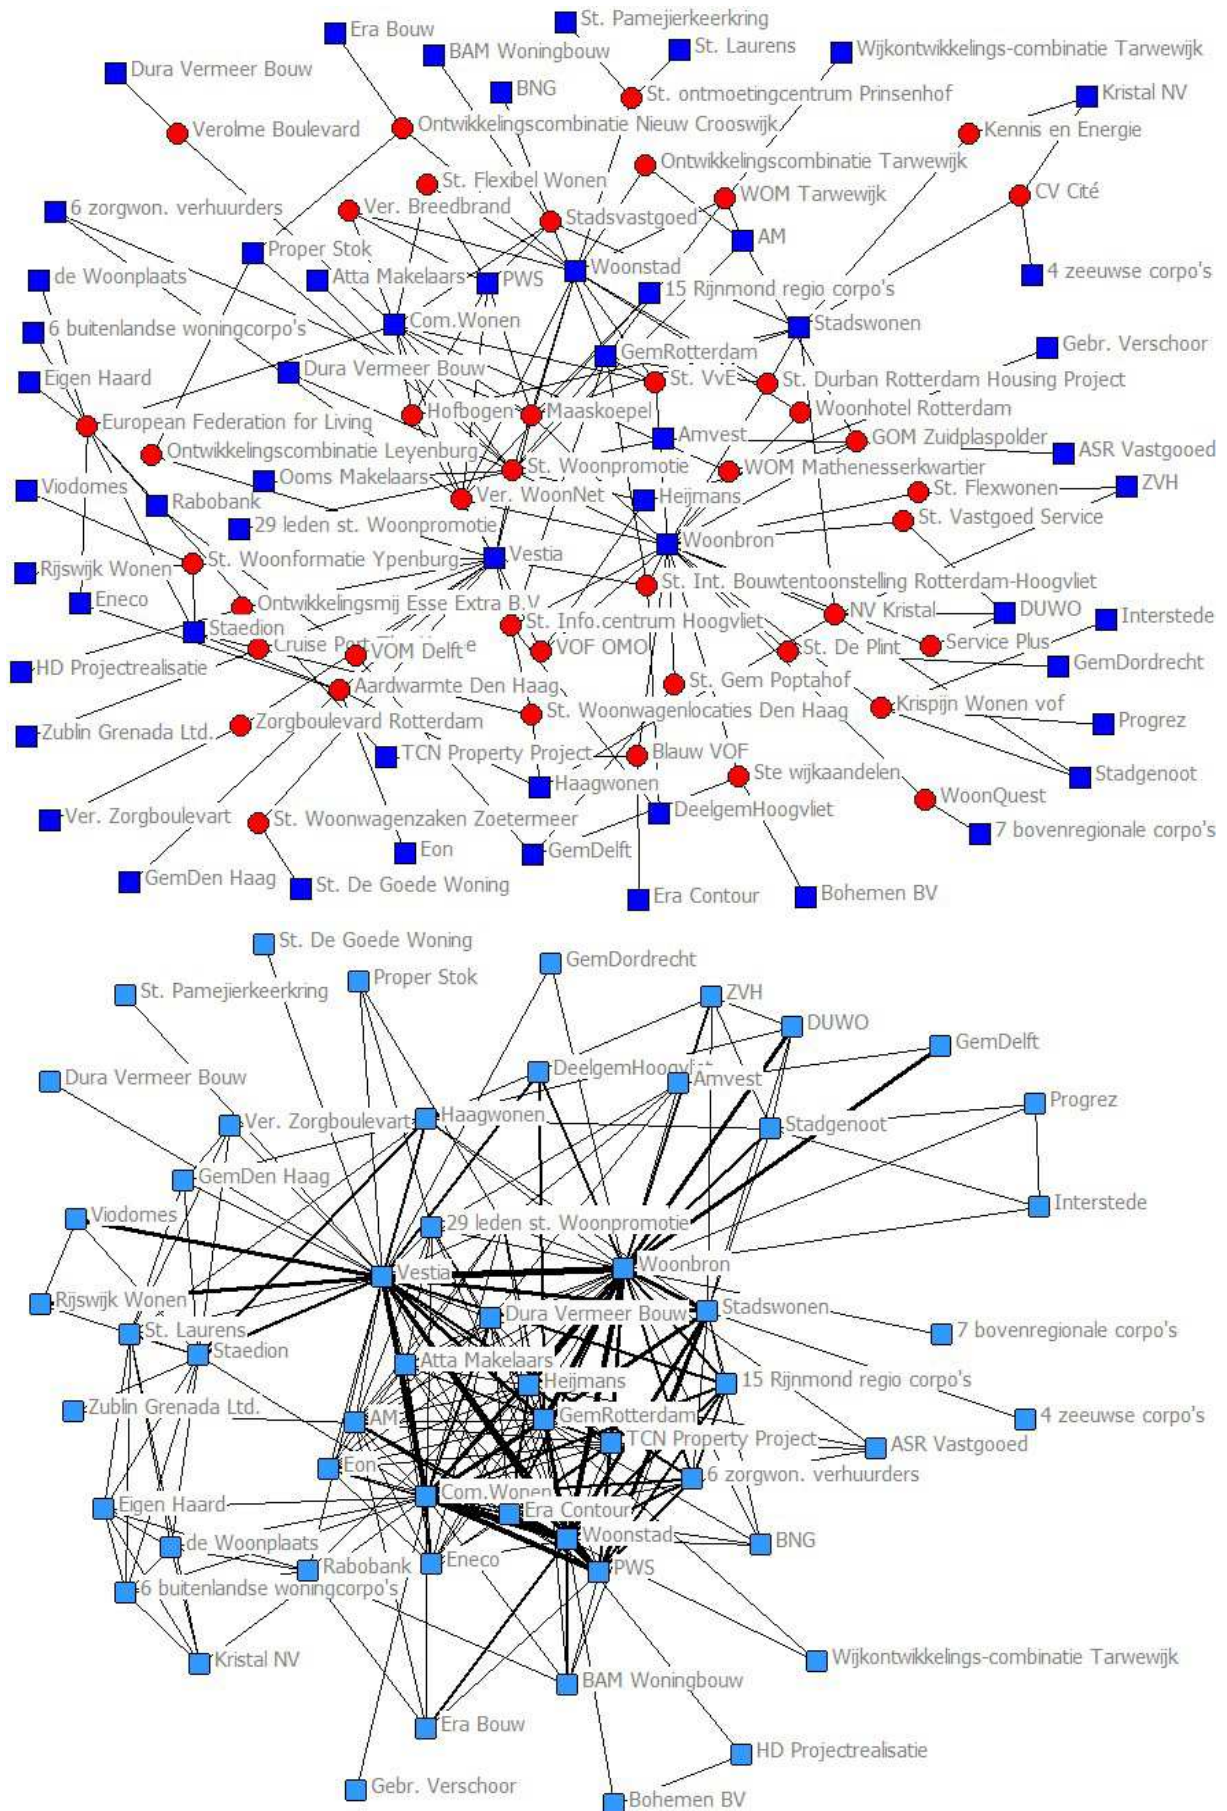 St. Pamejierkeerkring
Era Bouw
BAM Woningbouw
St. Laurens
Wijkontwikkelings-combinatie Tarwewijk
Dura Vermeer Bouw
BNG
St. ontmoetingcentrum Prinsenhof
Kristal NV
Verolme Boulevard
Ontwikkelingscombinatie Nieuw Crooswijk
Kennis en Energie
Ontwikkelingscombinatie Tarwewijk
St. Flexibel Wonen
WOM Tarwewijk
CV Cité
6 zorgwon. verhuurders
Ver. Breedbrand
Stadsvastgoed
AM
Proper Stok
de Woonplaats
Atta Makelaars
PWS
Woonstad
15 Rijnmond regio corpo's
4 zeeuwse corpo's
6 buitenlandse woningcorpo's
Com.Wonen
Stadswonen
GemRotterdam
Gebr. Verschoor
Eigen Haard
Dura Vermeer Bouw
St. VvE
St. Durban Rotterdam Housing Project
European Federation for Living
Hofbogen
Maaskoepel
Woonhotel Rotterdam
Ontwikkelingscombinatie Leyenburg
Amvest
GOM Zuidplaspolder
ASR Vastgooed
Viodomes
Ooms Makelaars
St. Woonpromotie
WOM Mathenesserkwartier
ZVH
Rabobank
Ver. WoonNet
Heijmans
St. Flexwonen
29 leden st. Woonpromotie
Woonbron
St. Vastgoed Service
St. Woonformatie Ypenburg
Vestia
Rijswijk Wonen
St. Int. Bouwtentoonstelling Rotterdam-Hoogvliet
Eneco
Ontwikkelingsmij Esse Extra B.V
NV Kristal
DUWO
Interstede
Staedion
St. Info.centrum Hoogvliet
Cruise Port
VOM Delft
VOF OMO
St. De Plint
Service Plus
HD Projectrealisatie
GemDordrecht
Aardwarmte Den Haag
St. Gem Poptahof
Zublin Grenada Ltd.
Zorgboulevard Rotterdam
St. Woonwagenlocaties Den Haag
Krispijn Wonen vof
Progrez
TCN Property Project
Blauw VOF
Haagwonen
Ste wijkaandelen
Stadgenoot
Ver. Zorgboulevart
St. Woonwagenzaken Zoetermeer
DeelgemHoogvliet
WoonQuest
7 bovenregionale corpo's
Eon
GemDelft
GemDen Haag
St. De Goede Woning
Era Contour
Bohemen BV
St. De Goede Woning
GemDordrecht
Proper Stok
St. Pamejierkeerkring
ZVH
DUWO
GemDelft
Dura Vermeer Bouw
DeelgemHoogvliet
Amvest
Progrez
Ver. Zorgboulevart
Haagwonen
Stadgenoot
GemDen Haag
Interstede
Viodomes
29 leden st. Woonpromotie
Woonbron
Vestia
Rijswijk Wonen
Dura Vermeer Bouw
Stadswonen
St. Laurens
7 bovenregionale corpo's
Staedion
Atta Makelaars
Heijmans
15 Rijnmond regio corpo's
Zublin Grenada Ltd.
AM
GemRotterdam
4 zeeuwse corpo's
TCN Property Project
ASR Vastgooed
Eon
6 zorgwon. verhuurders
Eigen Haard
Com.Wonen
Era Contour
Woonstad
BNG
de Woonplaats
Rabobank
Eneco
PWS
6 buitenlandse woningcorpo's
Kristal NV
Wijkontwikkelings-combinatie Tarwewijk
BAM Woningbouw
Era Bouw
HD Projectrealisatie
Gebr. Verschoor
Bohemen BV